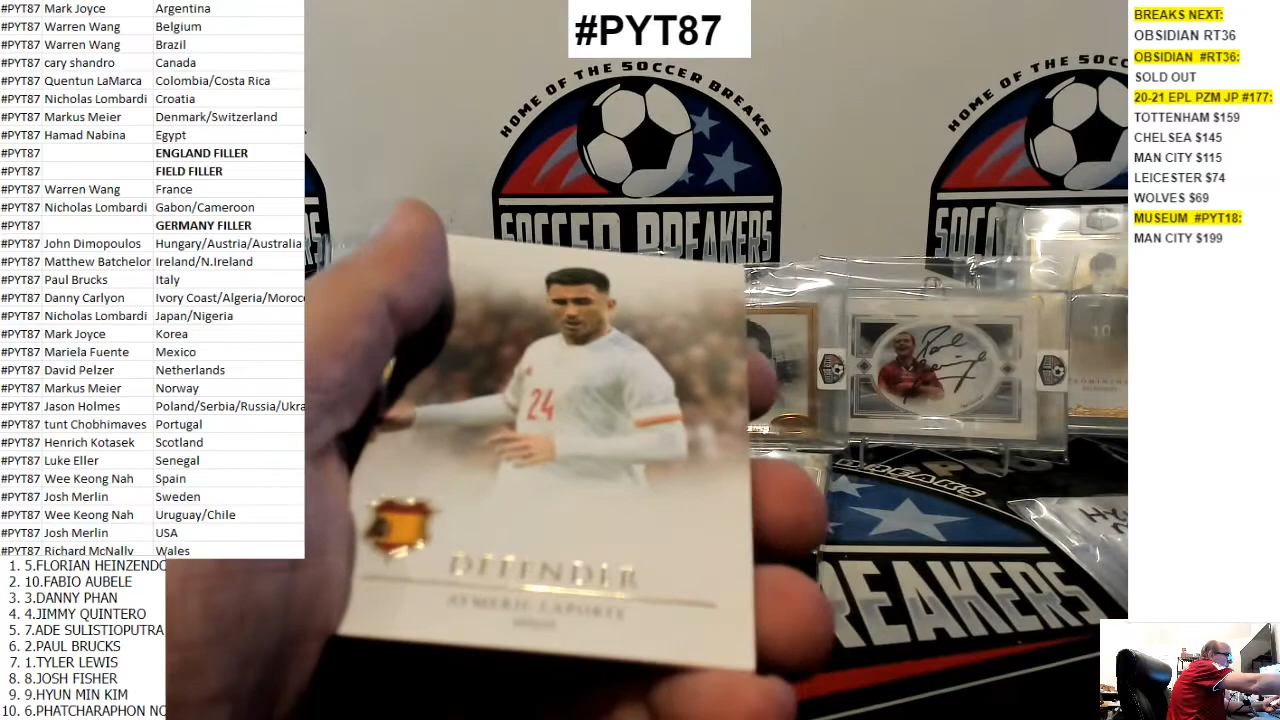 #PYT87 Mark Joyce Argentina
#PYT87 Warren Wang Belgium
#PYT87 Warren Wang Brazil
#PYT87 cary shandro Canada
#PYT87 Quentun LaMarca Colombia/Costa Rica
#PYT87 Nicholas Lombardi Croatia
#PYT87 Markus Meier Denmark/Switzerland
#PYT87 Hamad Nabina Egypt
#PYT87 ENGLAND FILLER
#PYT87 FIELD FILLER
#PYT87 Warren Wang France
#PYT87 Nicholas Lombardi Gabon/Cameroon
#PYT87 GERMANY FILLER
#PYT87 John Dimopoulos Hungary/Austria/Australia
#PYT87 Matthew Batchelor Ireland/N.Ireland
#PYT87 Paul Brucks Italy
#PYT87 Danny Carlyon Ivory Coast/Algeria/Moroc
#PYT87 Nicholas Lombardi Japan/Nigeria
#PYT87 Mark Joyce Korea
#PYT87 Mariela Fuente Mexico
#PYT87 David Pelzer Netherlands
#PYT87 Markus Meier Norway
#PYT87 Jason Holmes Poland/Serbia/Russia/Ukra
#PYT87 tunt Chobhimaves Portugal
#PYT87 Henrich Kotasek Scotland
#PYT87 Luke Eller Senegal
#PYT87 Wee Keong Nah Spain
#PYT87 Josh Merlin Sweden
#PYT87 Wee Keong Nah Uruguay/Chile
#PYT87 Josh Merlin USA
#PYT87 Richard McNally Wales
1. 5.FLORIAN HEINZENDO
2. 10.FABIO AUBELE
3. 3.DANNY PHAN
4. 4.JIMMY QUINTERO
5. 7.ADE SULISTIOPUTRA
6. 2.PAUL BRUCKS
7. 1.TYLER LEWIS
8. 8.JOSH FISHER
9. 9.HYUN MIN KIM
10. 6.PHATCHARAPHON NO
#PYT87
HOME OF THE SOCCER BREAKS
SOCCER BREAKERS
HOME OF THE SOC
SOCC
24
DEFENDER
AYMERIC LAPORTE
10
BREAKS
BREAKERS
BREAKS NEXT:
OBSIDIAN RT36
OBSIDIAN #RT36:
SOLD OUT
20-21 EPL PZM JP #177:
TOTTENHAM $159
CHELSEA $145
MAN CITY $115
LEICESTER $74
WOLVES $69
MUSEUM #PYT18:
MAN CITY $199